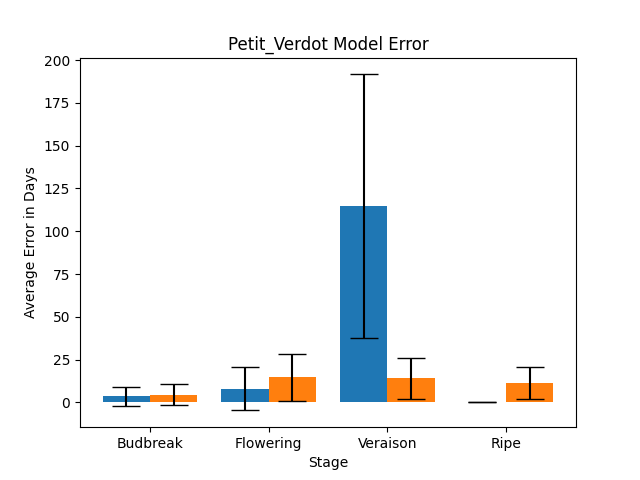 Petit_Verdot Model Error
Average Error in Days
200
175
150
125
100
75
50
25
0
Budbreak Flowering Veraison Ripe
Stage